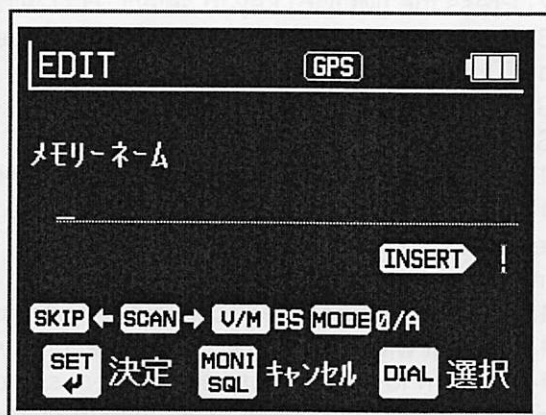 EDIT GPS
メモリーネーム
_
INSERT !
SKIP ← SCAN → V/M BS MODE 0/A
SET ↵ 決定 MONI SQL キャンセル DIAL 選択